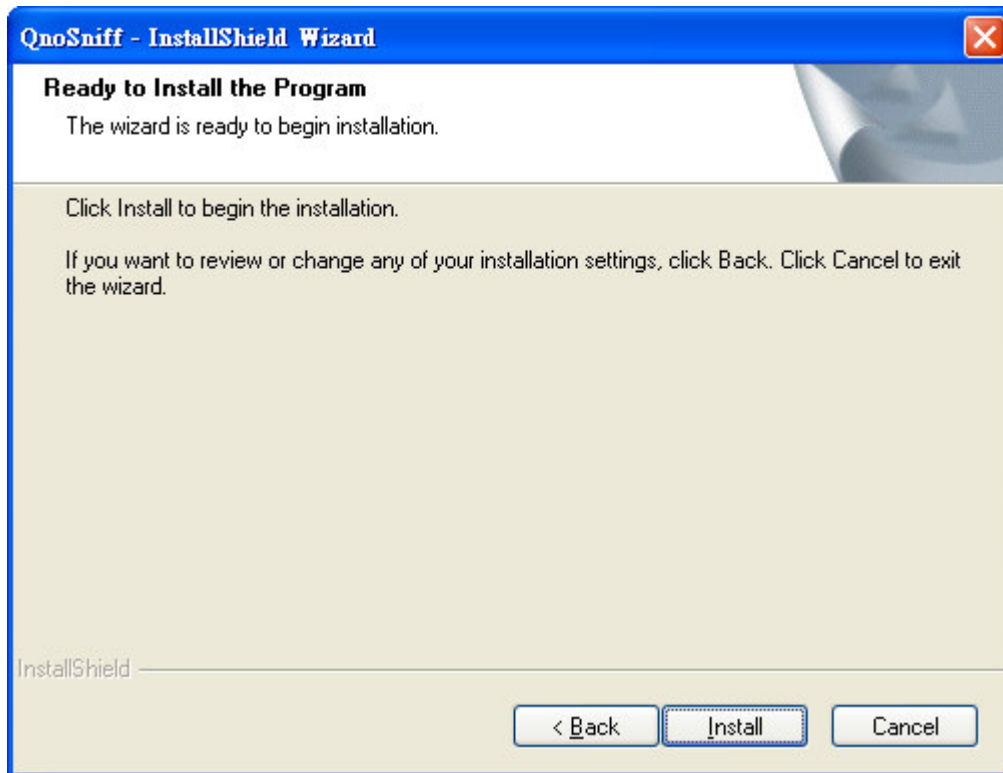 QnoSniff - InstallShield Wizard
Ready to Install the Program
The wizard is ready to begin installation.
Click Install to begin the installation.
If you want to review or change any of your installation settings, click Back. Click Cancel to exit
the wizard.
InstallShield
< Back Install Cancel